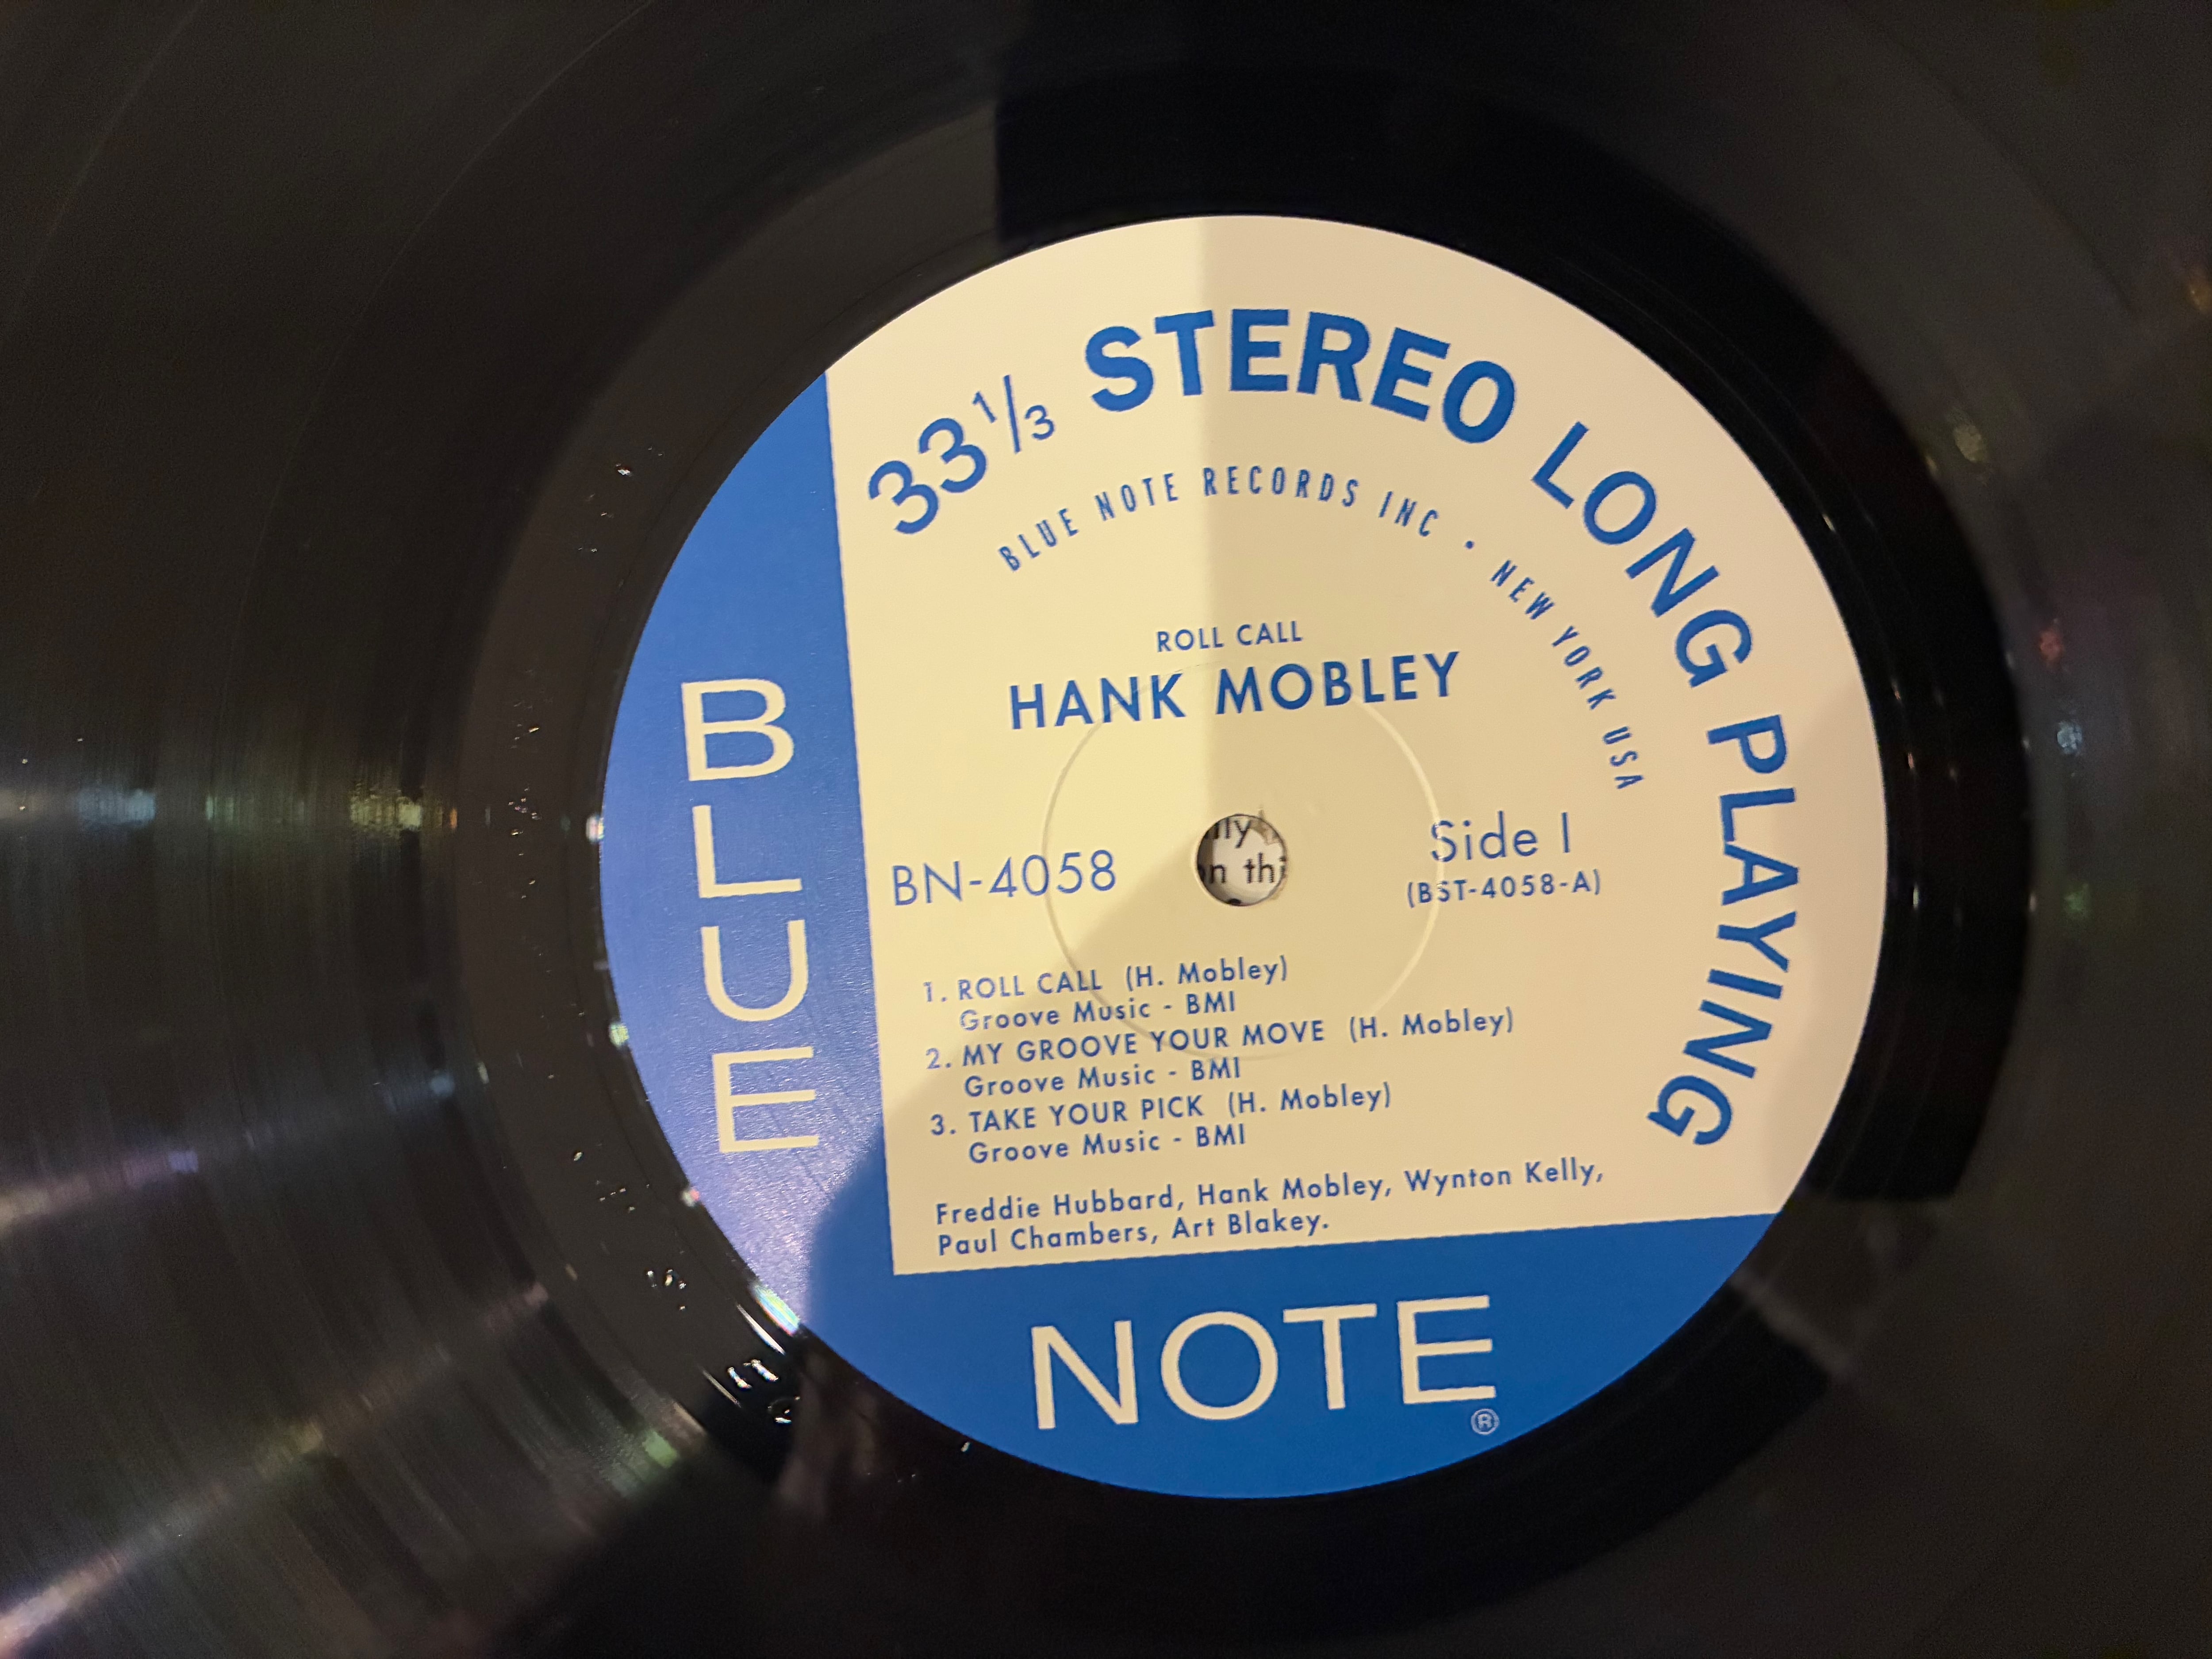 33 1/3 STEREO LONG PLAYING
BLUE NOTE RECORDS INC · NEW YORK USA
ROLL CALL
HANK MOBLEY
BN-4058
Side I
(BST-4058-A)
n thi
1. ROLL CALL (H. Mobley)
Groove Music - BMI
2. MY GROOVE YOUR MOVE (H. Mobley)
Groove Music - BMI
3. TAKE YOUR PICK (H. Mobley)
Groove Music - BMI
Freddie Hubbard, Hank Mobley, Wynton Kelly,
Paul Chambers, Art Blakey.
BLUE
NOTE®